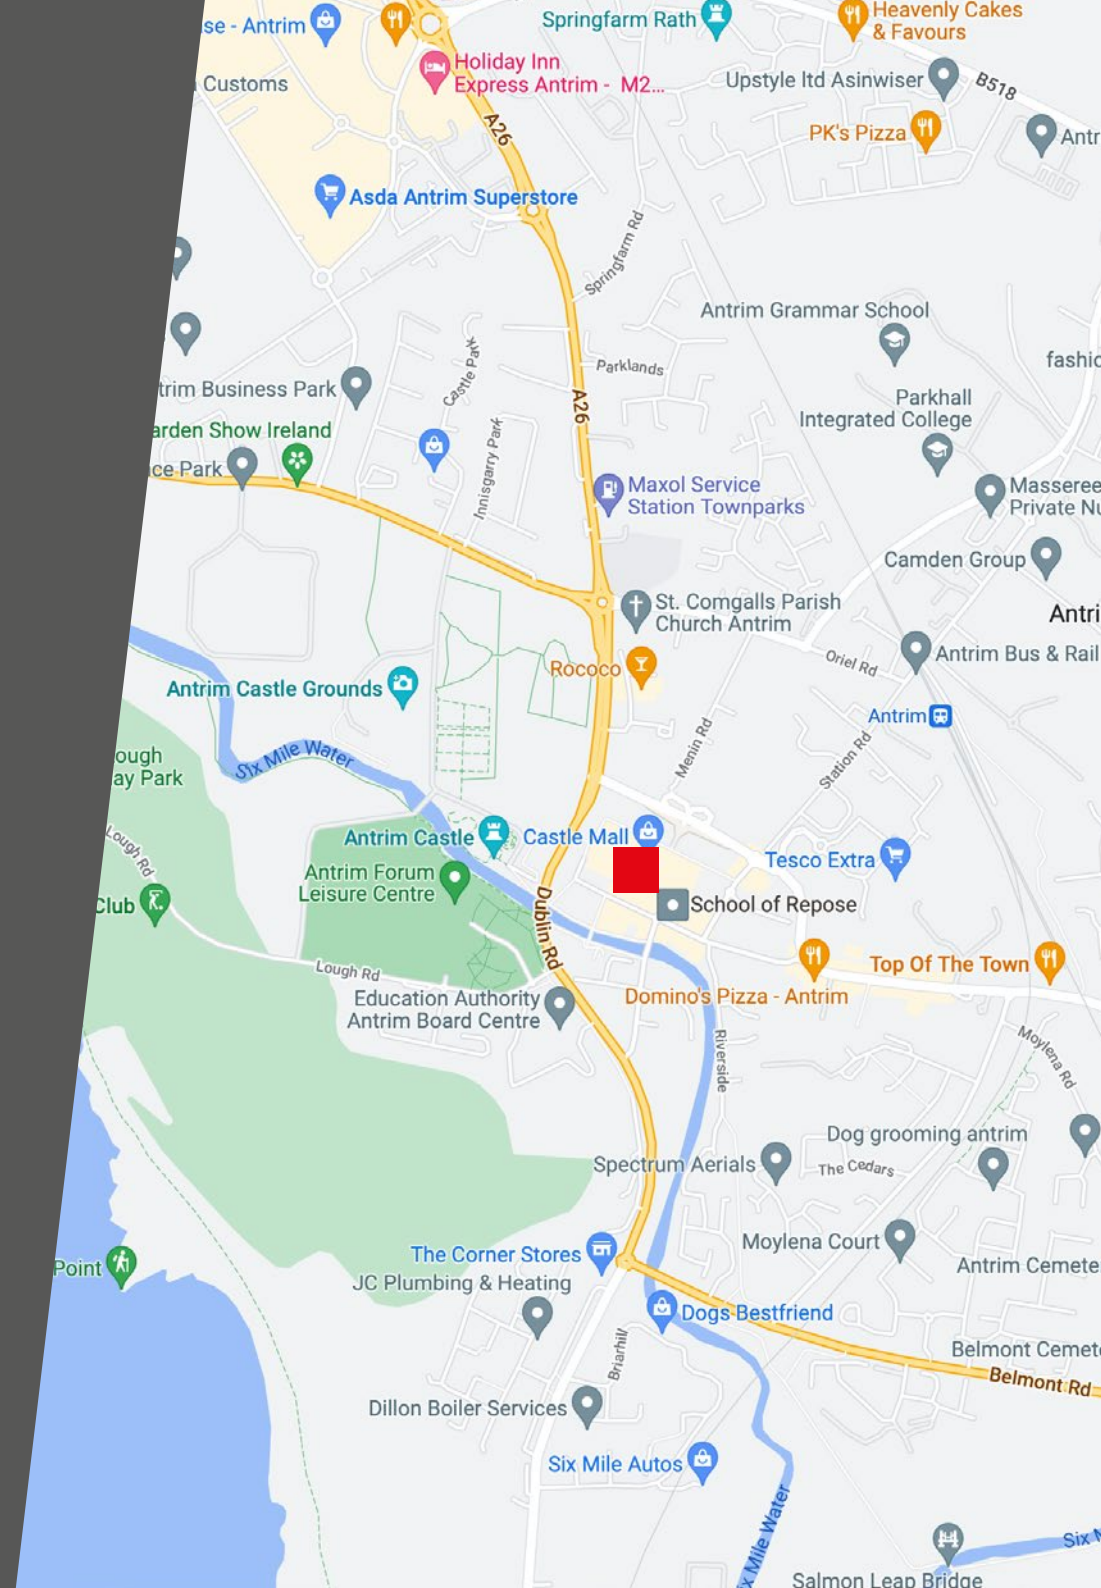 se - Antrim
Springfarm Rath
Heavenly Cakes
& Favours
Customs
Holiday Inn
Express Antrim - M2...
Upstyle ltd Asinwiser
B518
A26
PK's Pizza
Antr
Asda Antrim Superstore
Springfarm Rd
Antrim Grammar School
Castle Park
Parklands
fashio
trim Business Park
A26
Parkhall
Integrated College
arden Show Ireland
Innisgarry Park
ce Park
Maxol Service
Station Townparks
Masseree
Private Nu
Camden Group
St. Comgalls Parish
Church Antrim
Antri
Rococo
Oriel Rd
Antrim Bus & Rail
Antrim Castle Grounds
Antrim
Menin Rd
Station Rd
ough
ay Park
Six Mile Water
Lough Rd
Antrim Castle
Castle Mall
Tesco Extra
Antrim Forum
Leisure Centre
Club
Dublin Rd
School of Repose
Lough Rd
Top Of The Town
Education Authority
Antrim Board Centre
Domino's Pizza - Antrim
Riverside
Moylena Rd
Dog grooming antrim
Spectrum Aerials
The Cedars
Moylena Court
The Corner Stores
Point
JC Plumbing & Heating
Antrim Cemete
Dogs Bestfriend
Briarhill
Belmont Cemete
Belmont Rd
Dillon Boiler Services
Six Mile Autos
x Mile Water
Six M
Salmon Leap Bridge